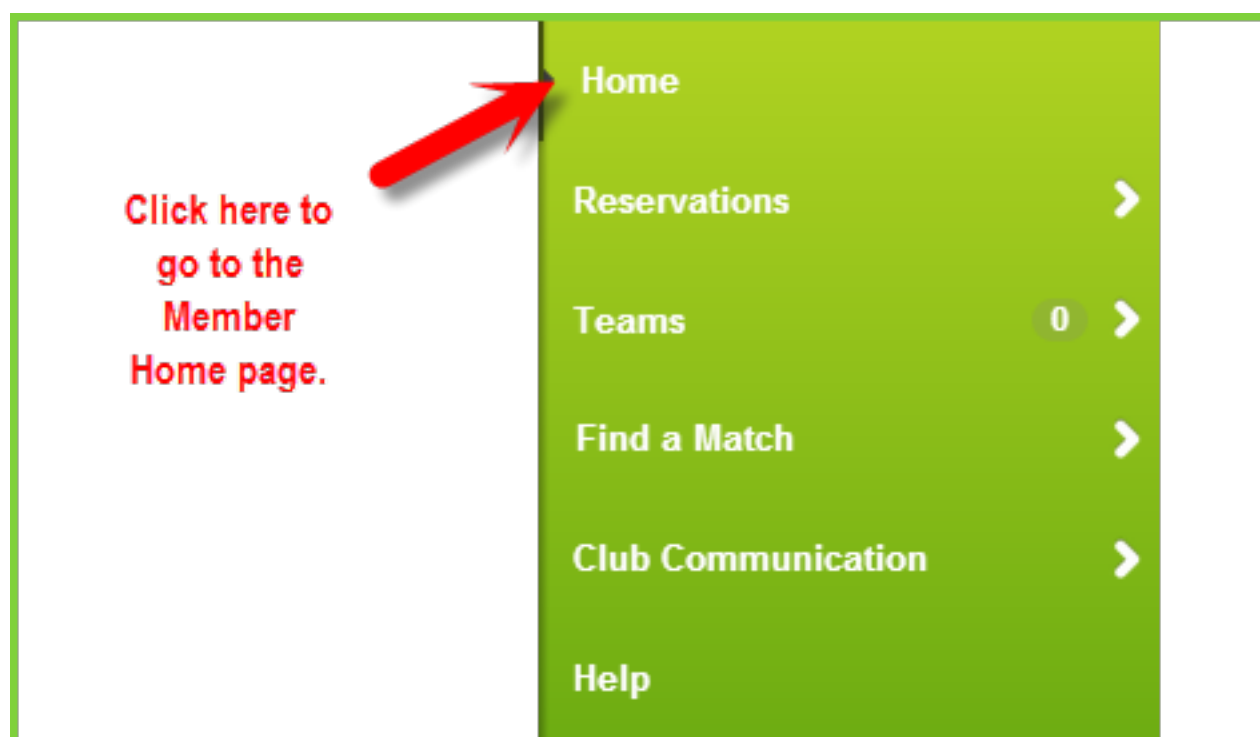 Click here to
go to the
Member
Home page.
Home
Reservations
Teams 0
Find a Match
Club Communication
Help